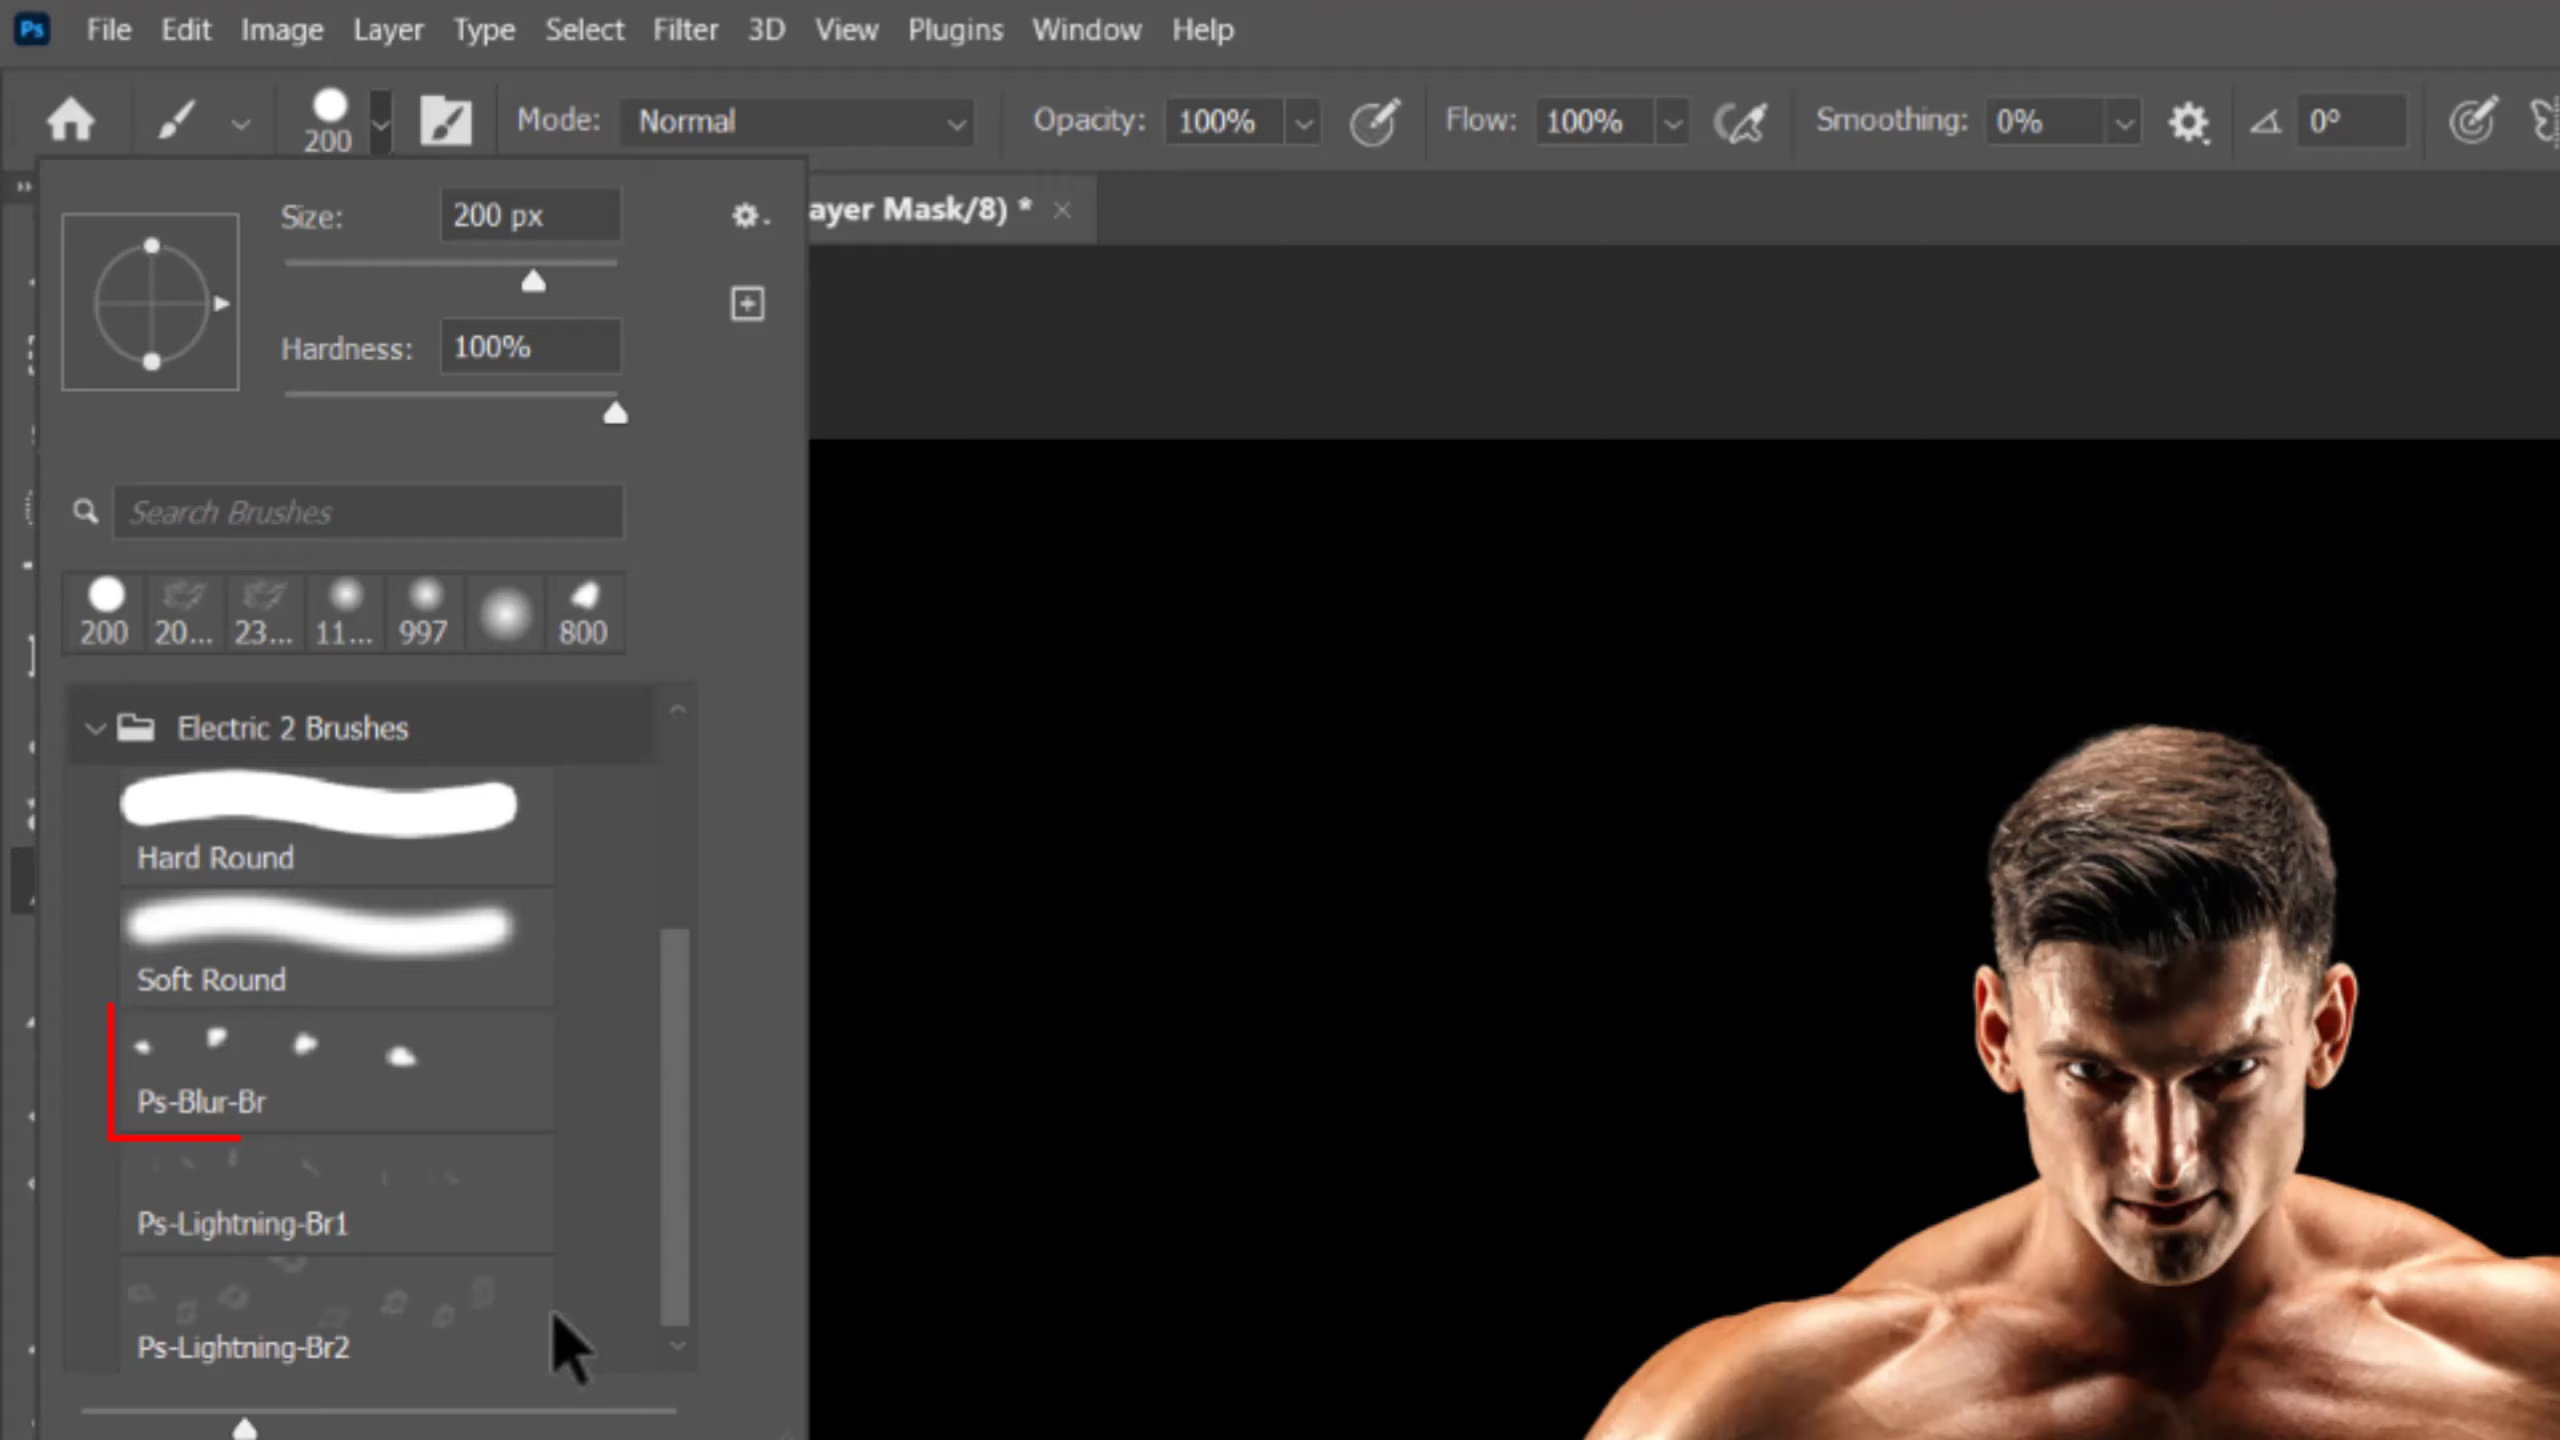 Ps File Edit Image Layer Type Select Filter 3D View Plugins Window Help
200 Mode: Normal Opacity: 100% Flow: 100% Smoothing: 0% 0°
ayer Mask/8) *
Size: 200 px
Hardness: 100%
Search Brushes
200 20... 23... 11... 997 800
Electric 2 Brushes
Hard Round
Soft Round
Ps-Blur-Br
Ps-Lightning-Br1
Ps-Lightning-Br2